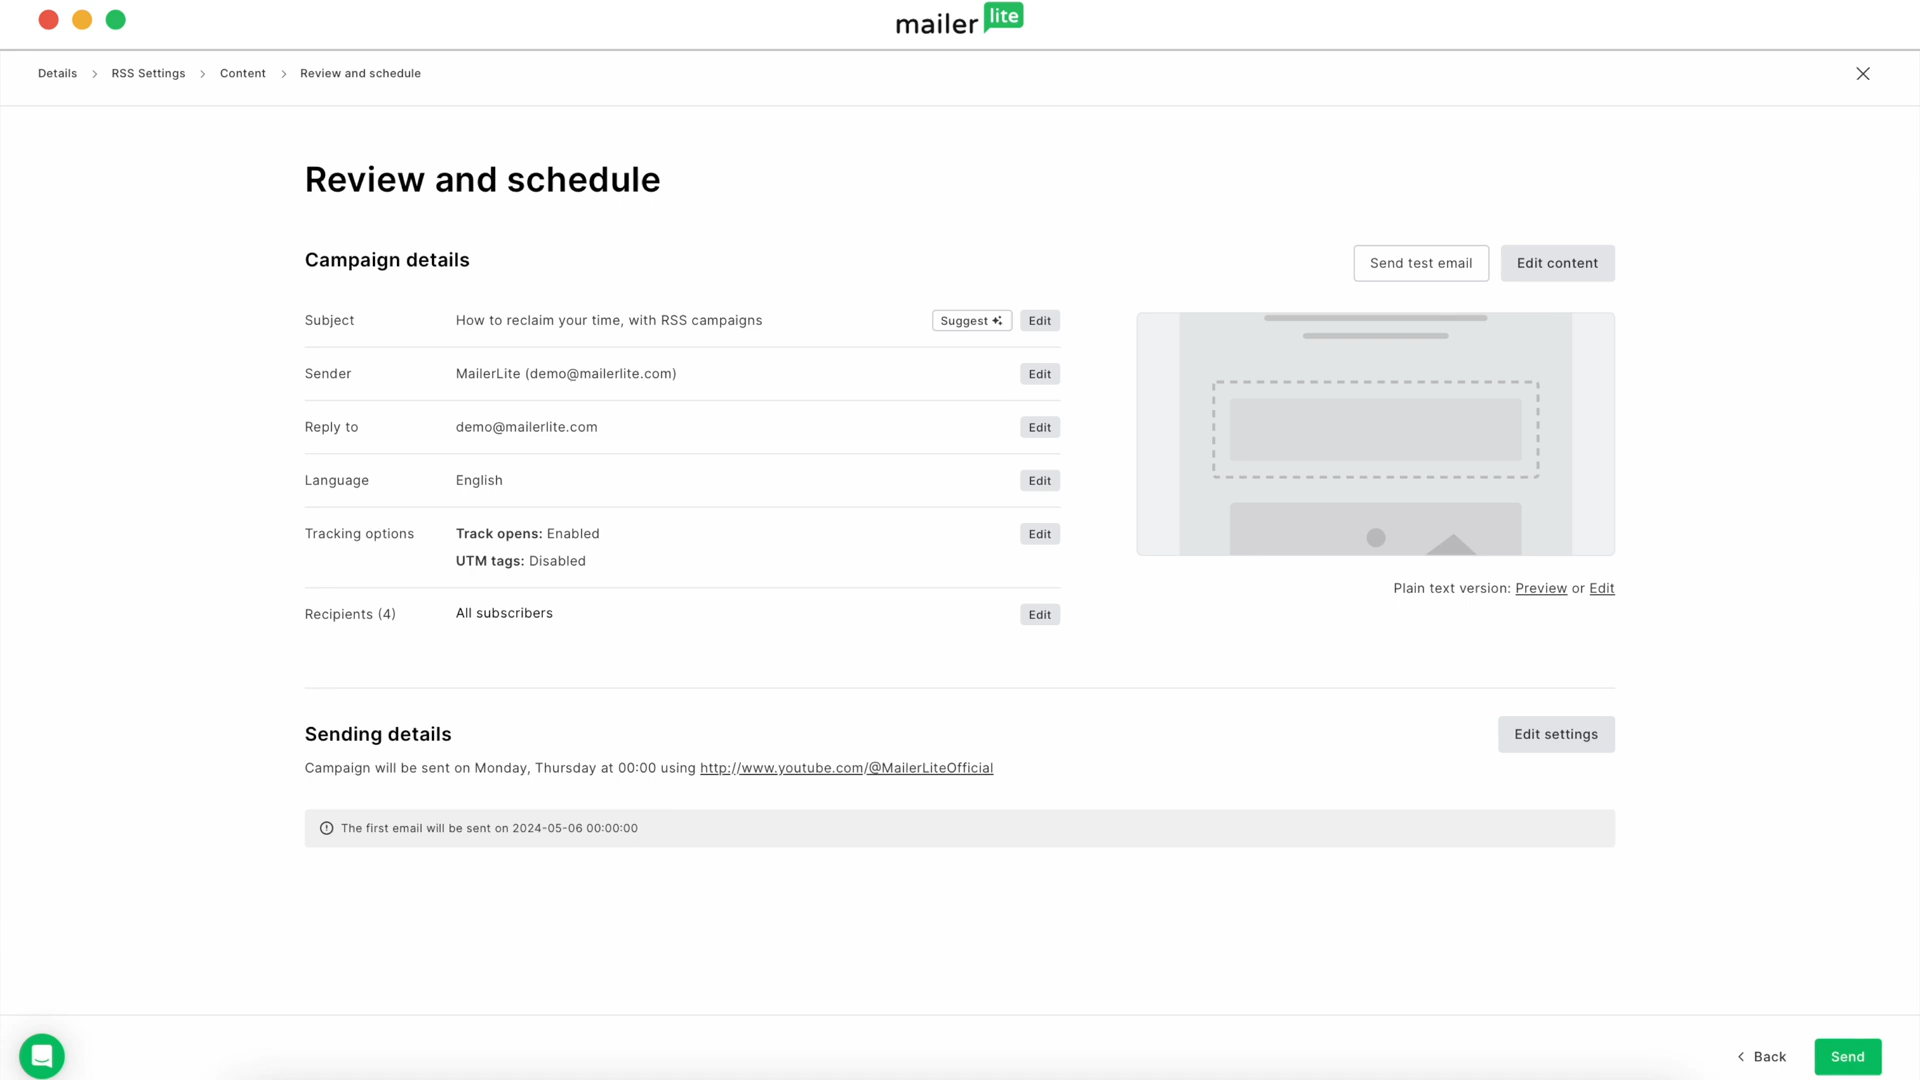 mailer lite
Details > RSS Settings > Content > Review and schedule
Review and schedule
Campaign details
Send test email
Edit content
Subject How to reclaim your time, with RSS campaigns Suggest Edit
Sender MailerLite (demo@mailerlite.com) Edit
Reply to demo@mailerlite.com Edit
Language English Edit
Tracking options Track opens: Enabled Edit
UTM tags: Disabled
Recipients (4) All subscribers Edit
Plain text version: Preview or Edit
Sending details
Edit settings
Campaign will be sent on Monday, Thursday at 00:00 using http://www.youtube.com/@MailerLiteOfficial
The first email will be sent on 2024-05-06 00:00:00
Back
Send